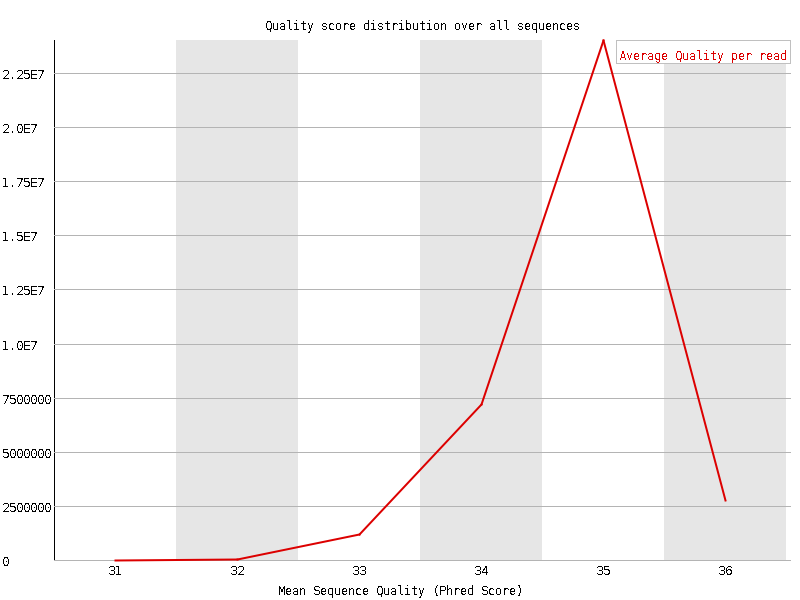 Quality score distribution over all sequences
Average Quality per read
2.25E7
2.0E7
1.75E7
1.5E7
1.25E7
1.0E7
7500000
5000000
2500000
0
31 32 33 34 35 36
Mean Sequence Quality (Phred Score)